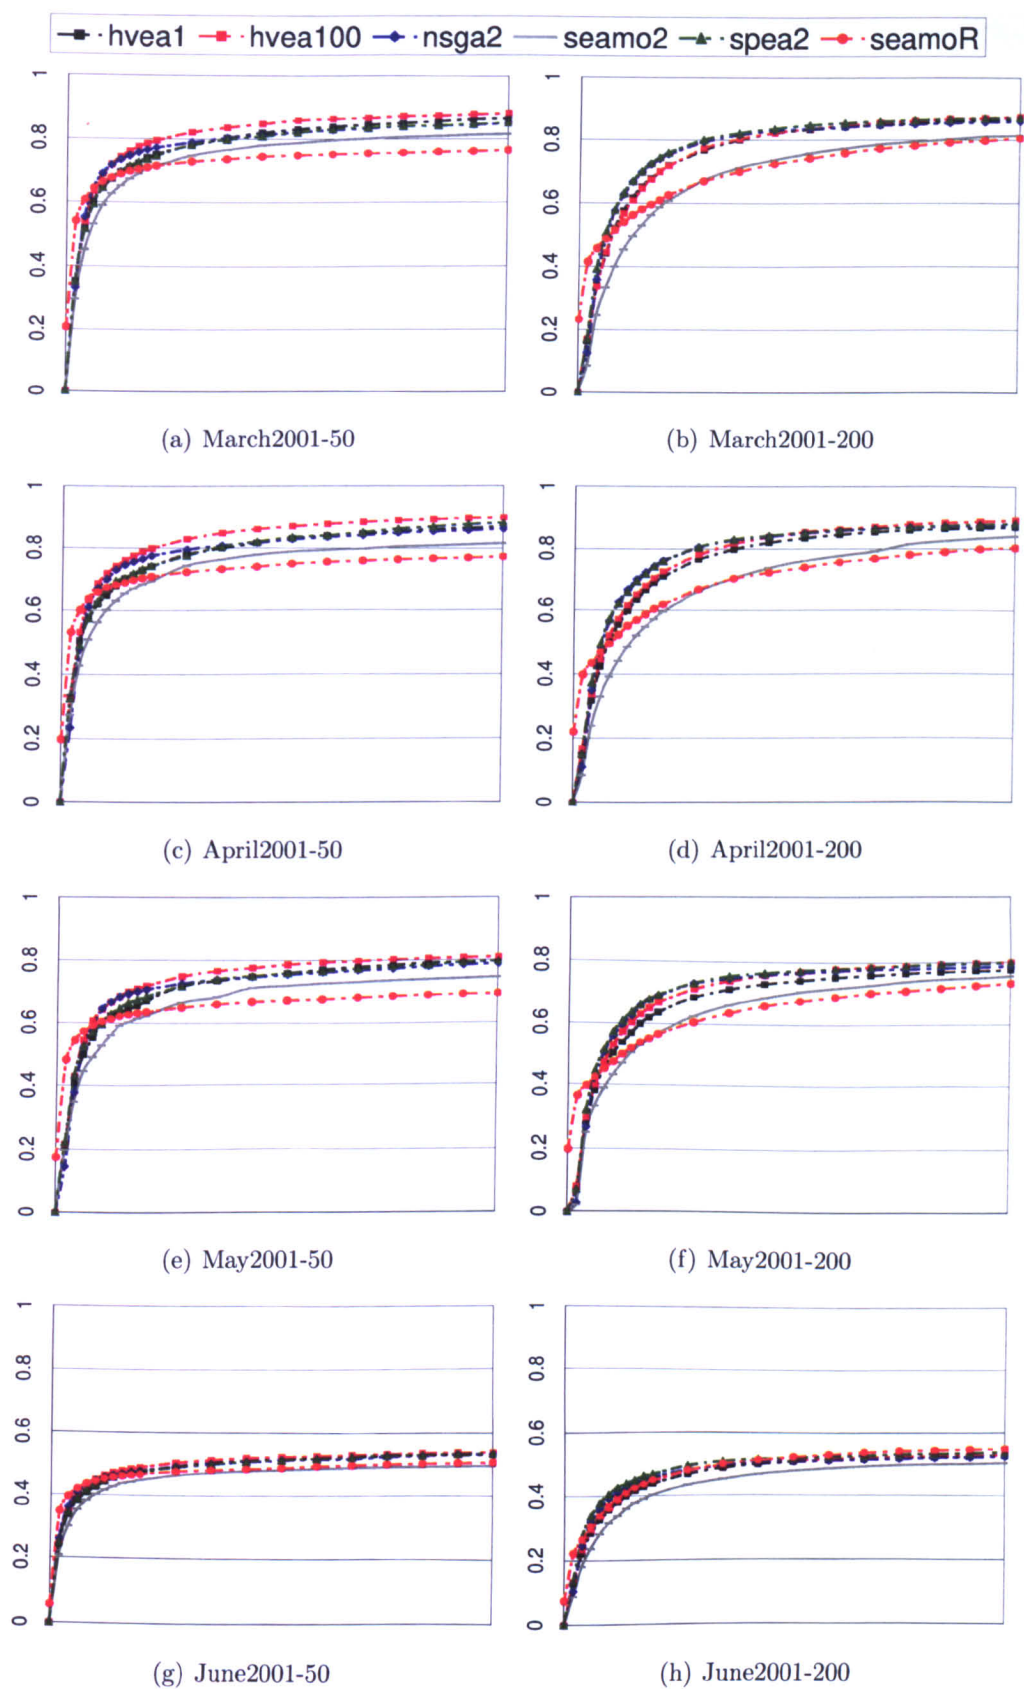 hvea1 hvea100 nsga2 seamo2 spea2 seamoR
0 0.2 0.4 0.6 0.8 1
0 0.2 0.4 0.6 0.8 1
(a) March2001-50
(b) March2001-200
0 0.2 0.4 0.6 0.8 1
0 0.2 0.4 0.6 0.8 1
(c) April2001-50
(d) April2001-200
0 0.2 0.4 0.6 0.8 1
0 0.2 0.4 0.6 0.8 1
(e) May2001-50
(f) May2001-200
0 0.2 0.4 0.6 0.8 1
0 0.2 0.4 0.6 0.8 1
(g) June2001-50
(h) June2001-200